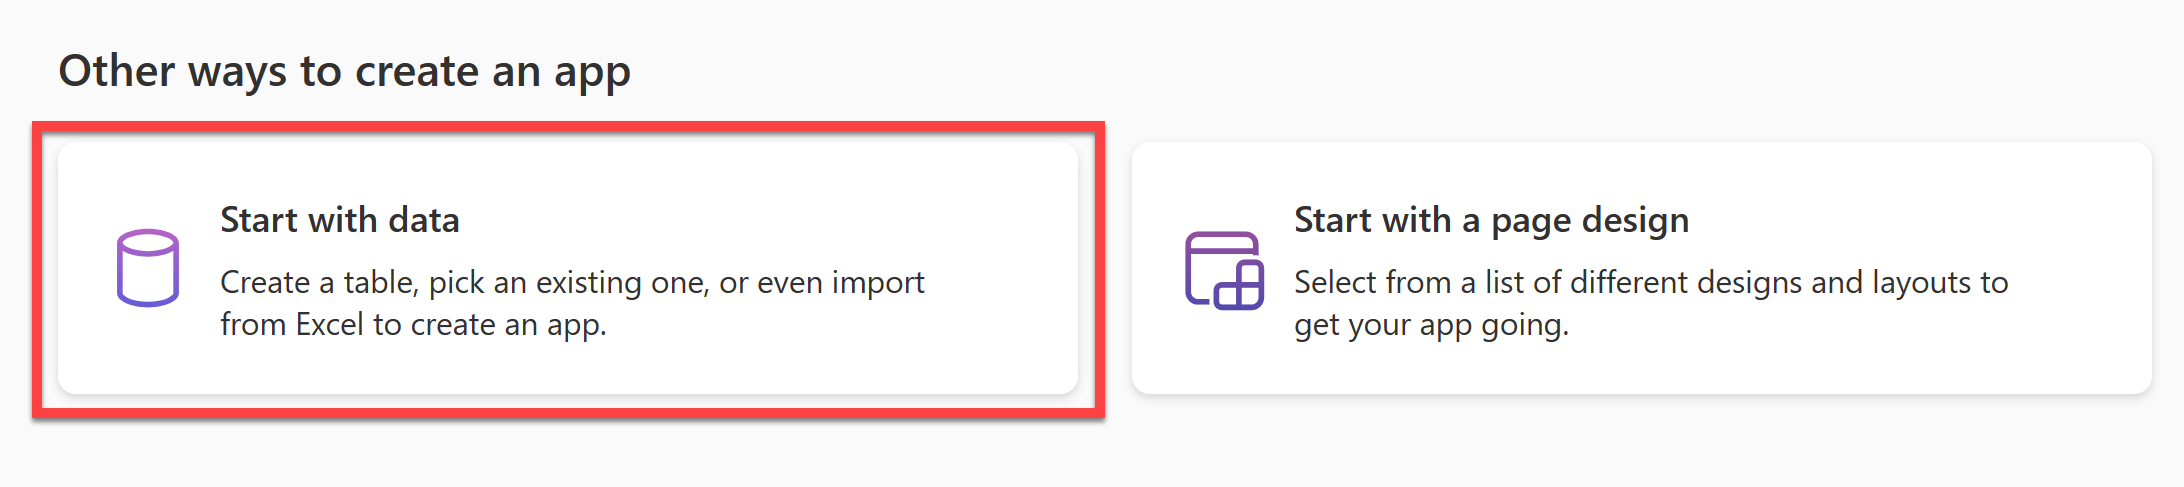 Other ways to create an app
Start with data
Create a table, pick an existing one, or even import
from Excel to create an app.
Start with a page design
Select from a list of different designs and layouts to
get your app going.